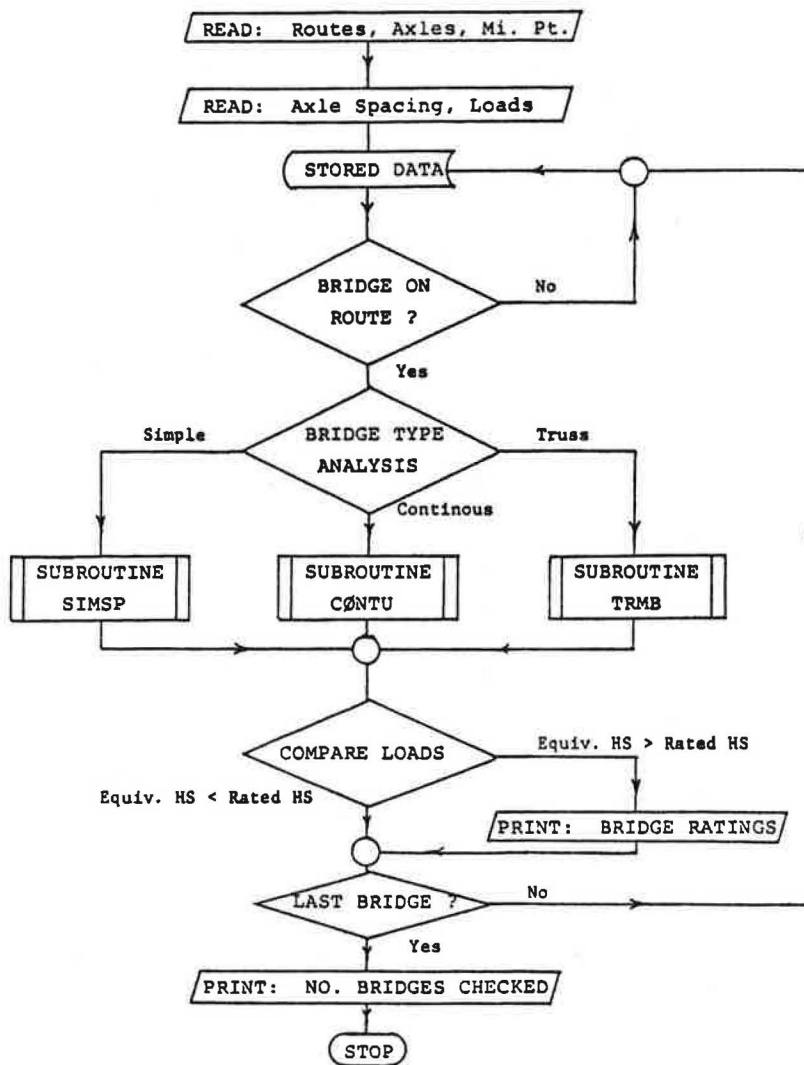 READ: Routes, Axles, Mi. Pt.
READ: Axle Spacing, Loads
STORED DATA
BRIDGE ON
ROUTE ?
No
Yes
Simple
BRIDGE TYPE
ANALYSIS
Truss
Continous
SUBROUTINE
SIMSP
SUBROUTINE
CØNTU
SUBROUTINE
TRMB
COMPARE LOADS
Equiv. HS > Rated HS
Equiv. HS < Rated HS
PRINT: BRIDGE RATINGS
LAST BRIDGE ?
No
Yes
PRINT: NO. BRIDGES CHECKED
STOP